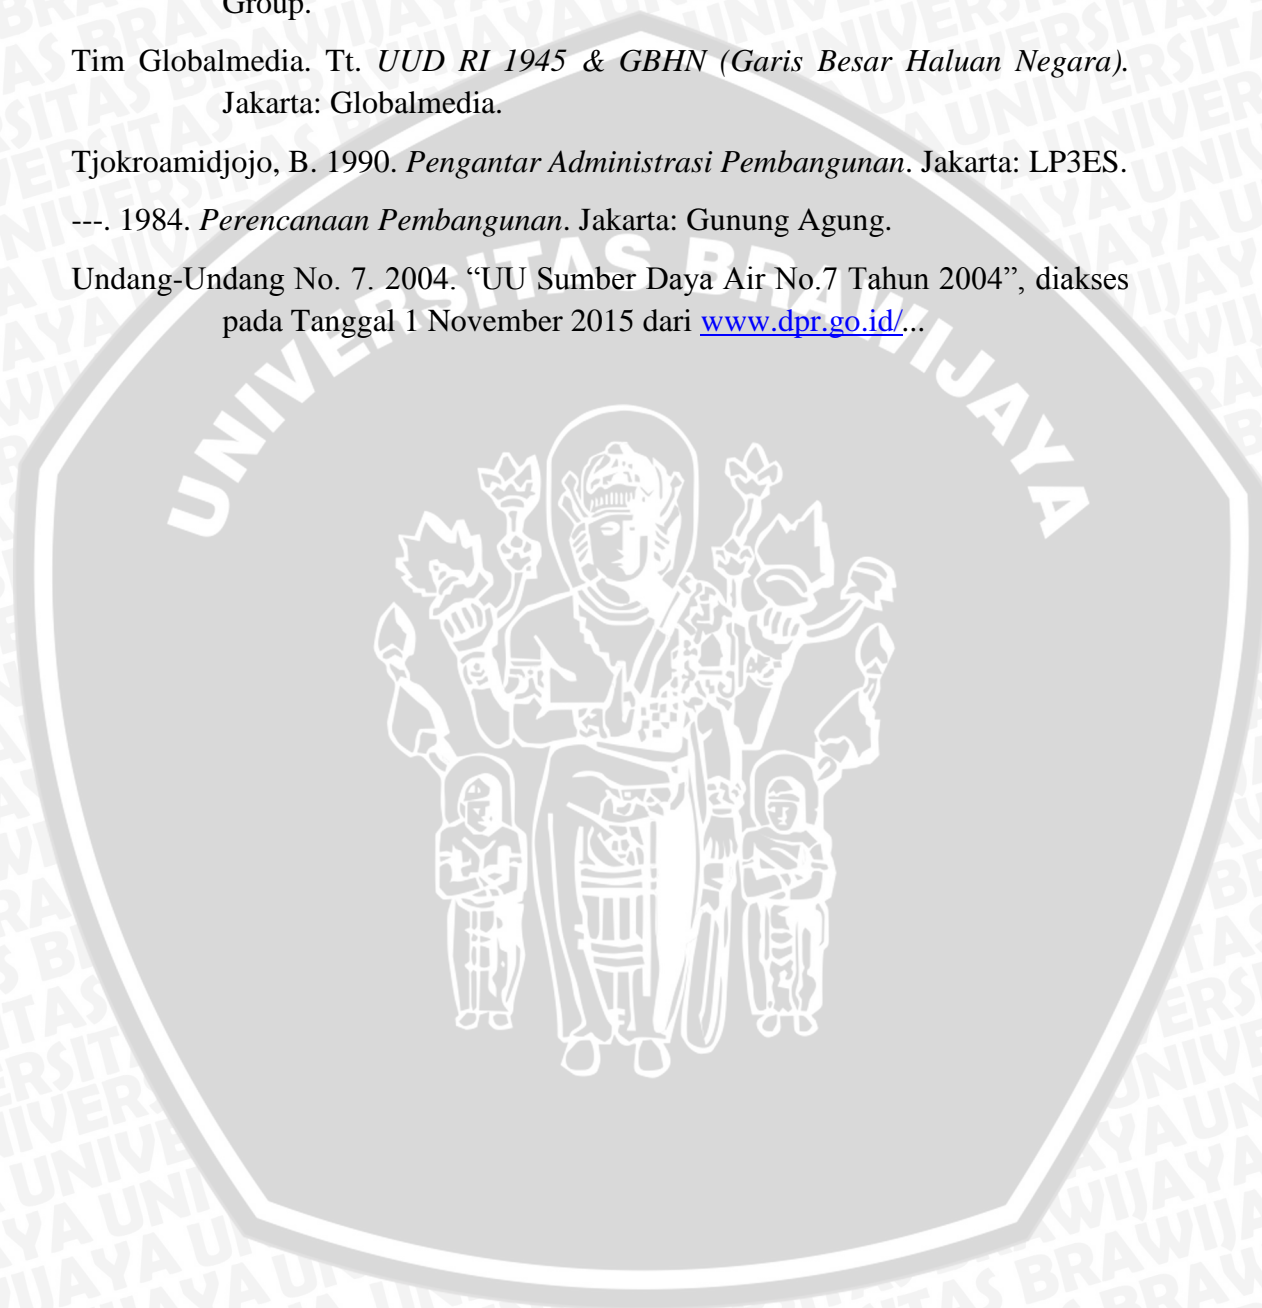 Group.
Tim Globalmedia. Tt. UUD RI 1945 & GBHN (Garis Besar Haluan Negara).
Jakarta: Globalmedia.
Tjokroamidjojo, B. 1990. Pengantar Administrasi Pembangunan. Jakarta: LP3ES.
---. 1984. Perencanaan Pembangunan. Jakarta: Gunung Agung.
Undang-Undang No. 7. 2004. “UU Sumber Daya Air No.7 Tahun 2004”, diakses
pada Tanggal 1 November 2015 dari www.dpr.go.id/...
UNIVERSITAS BRAWIJAYA